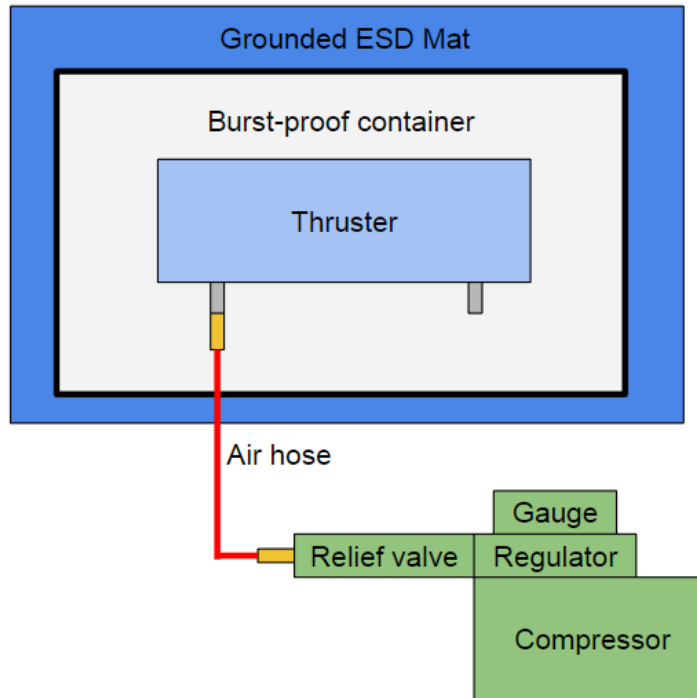 Grounded ESD Mat
Burst-proof container
Thruster
Air hose
Gauge
Relief valve
Regulator
Compressor